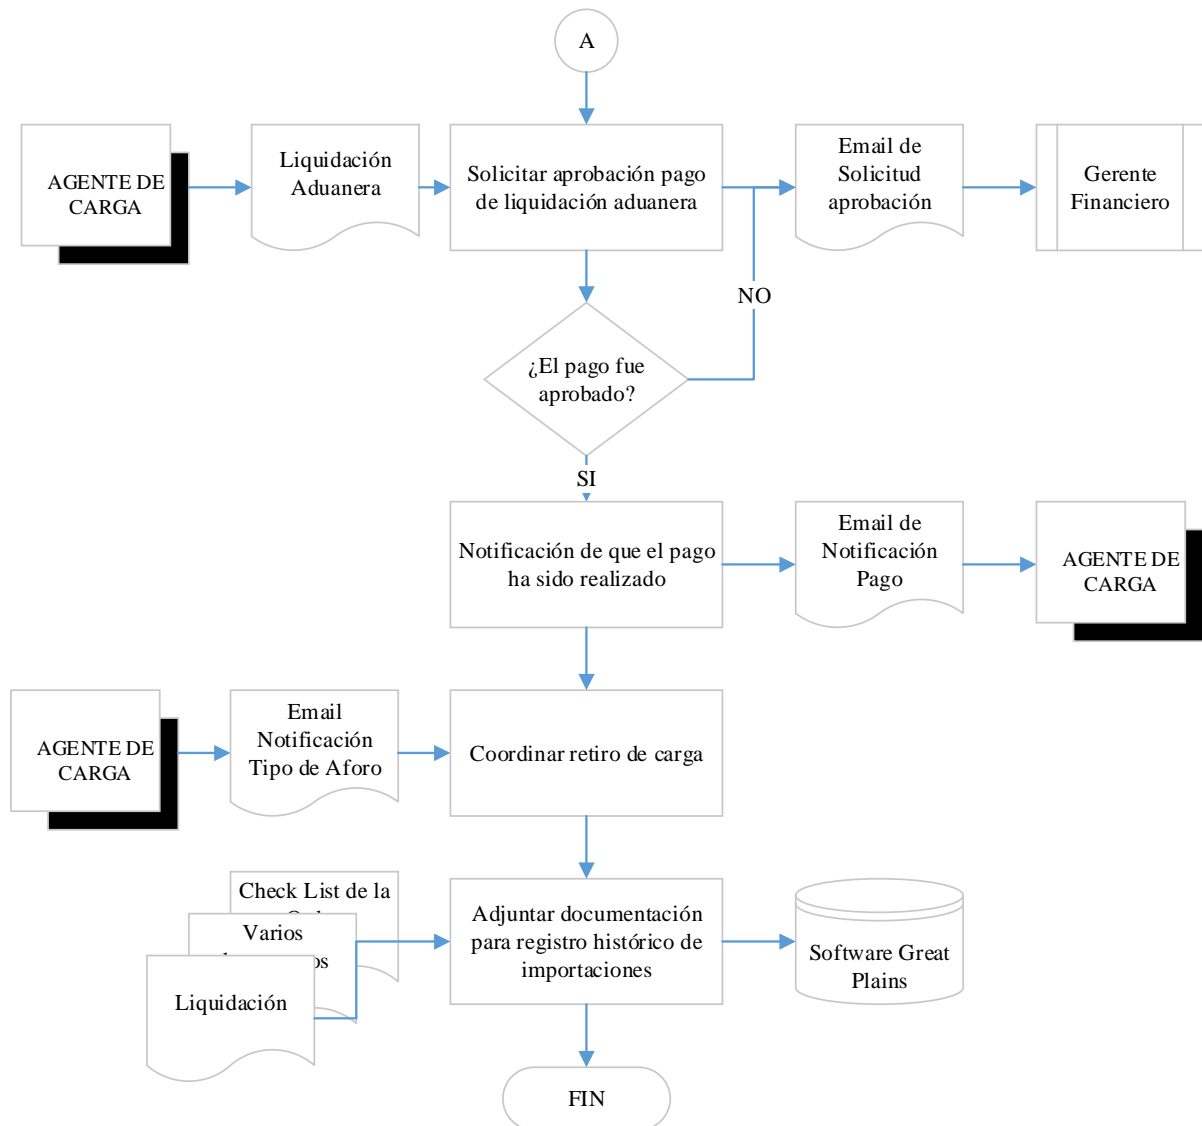 A
AGENTE DE
CARGA
Liquidación
Aduanera
Solicitar aprobación pago
de liquidación aduanera
Email de
Solicitud
aprobación
Gerente
Financiero
NO
¿El pago fue
aprobado?
SI
Notificación de que el pago
ha sido realizado
Email de
Notificación
Pago
AGENTE DE
CARGA
AGENTE DE
CARGA
Email
Notificación
Tipo de Aforo
Coordinar retiro de carga
Check List de la
Varios
Liquidación
Adjuntar documentación
para registro histórico de
importaciones
Software Great
Plains
FIN